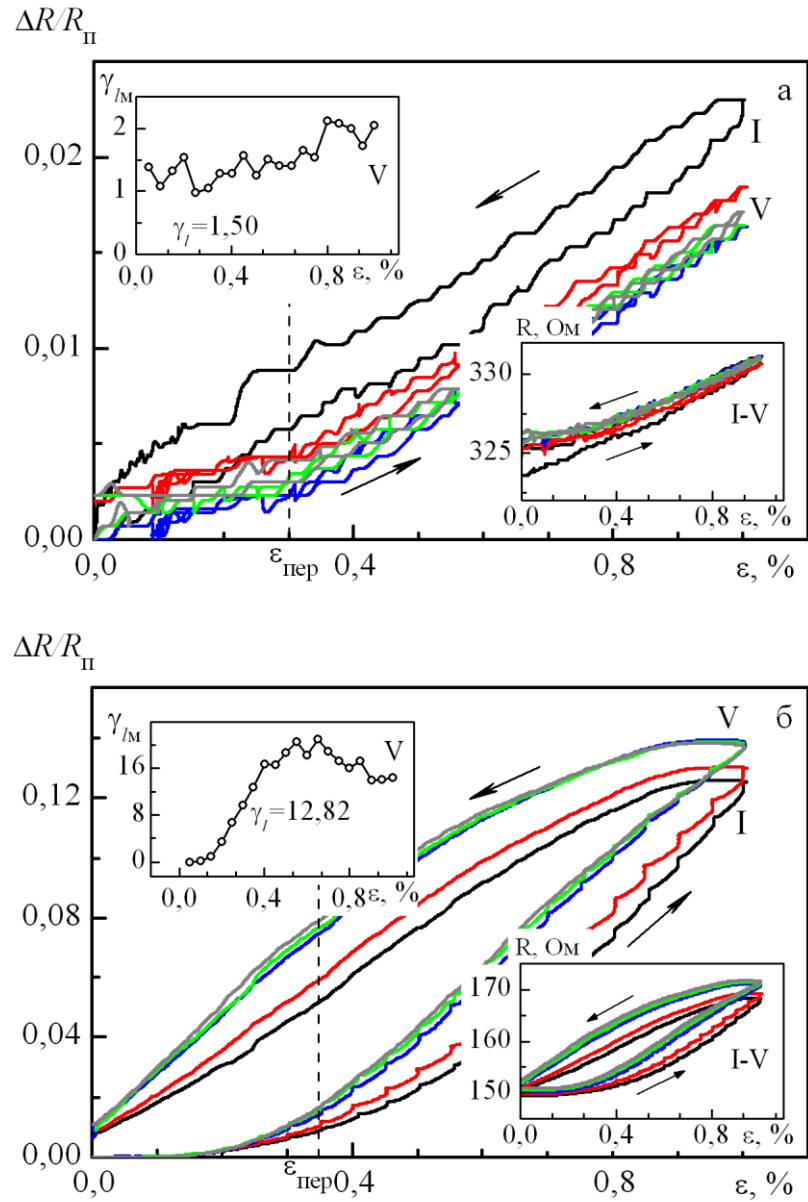 ΔR/Rп
а
γlм
2
V
1
γl=1,50
0
0,0 0,4 0,8 ε, %
I
V
0,02
0,01
0,00
R, Ом
330
I-V
325
0,0 0,4 0,8 ε, %
0,0 εпер 0,4 0,8 ε, %
ΔR/Rп
б
γlм
V
16
8
γl=12,82
0
0,0 0,4 0,8 ε, %
V
I
0,12
0,08
0,04
0,00
R, Ом
170
160
I-V
150
0,0 0,4 0,8 ε, %
0,0 εпер 0,4 0,8 ε, %